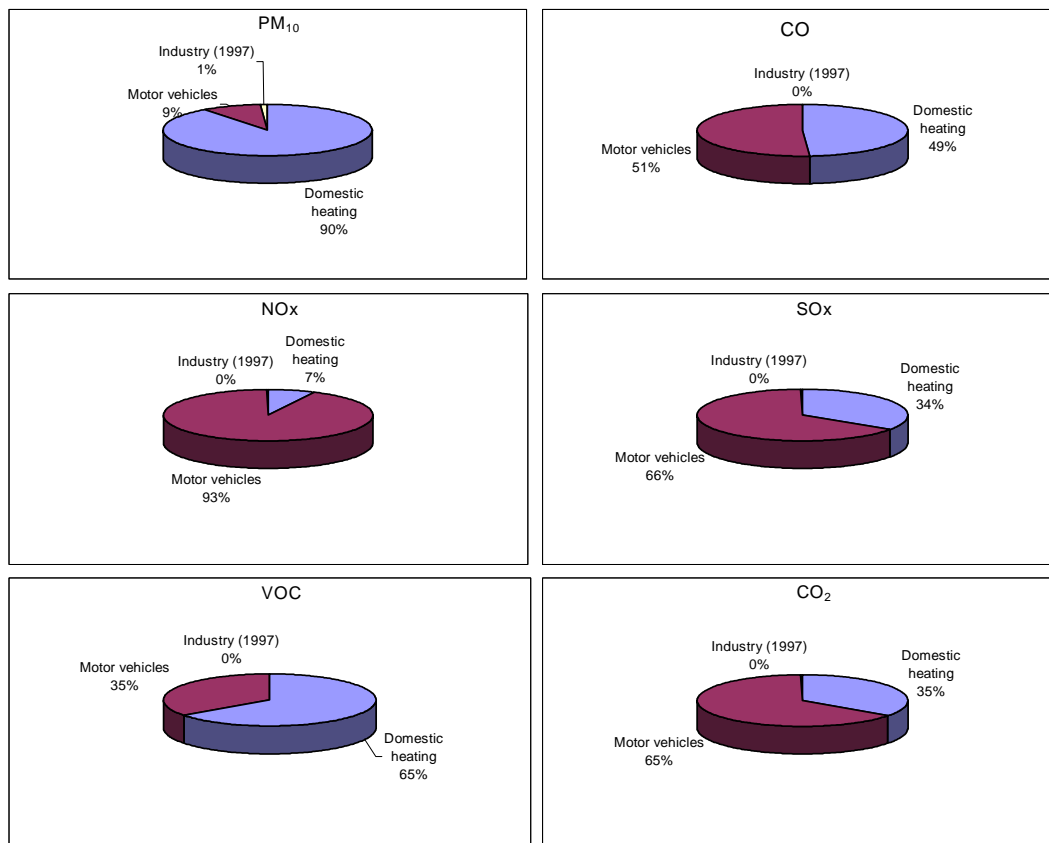 PM₁₀
Industry (1997)
1%
Motor vehicles
9%
Domestic
heating
90%
CO
Industry (1997)
0%
Domestic
heating
49%
Motor vehicles
51%
NOx
Domestic
heating
7%
Industry (1997)
0%
Motor vehicles
93%
SOx
Industry (1997)
0%
Domestic
heating
34%
Motor vehicles
66%
VOC
Industry (1997)
0%
Motor vehicles
35%
Domestic
heating
65%
CO₂
Industry (1997)
0%
Domestic
heating
35%
Motor vehicles
65%